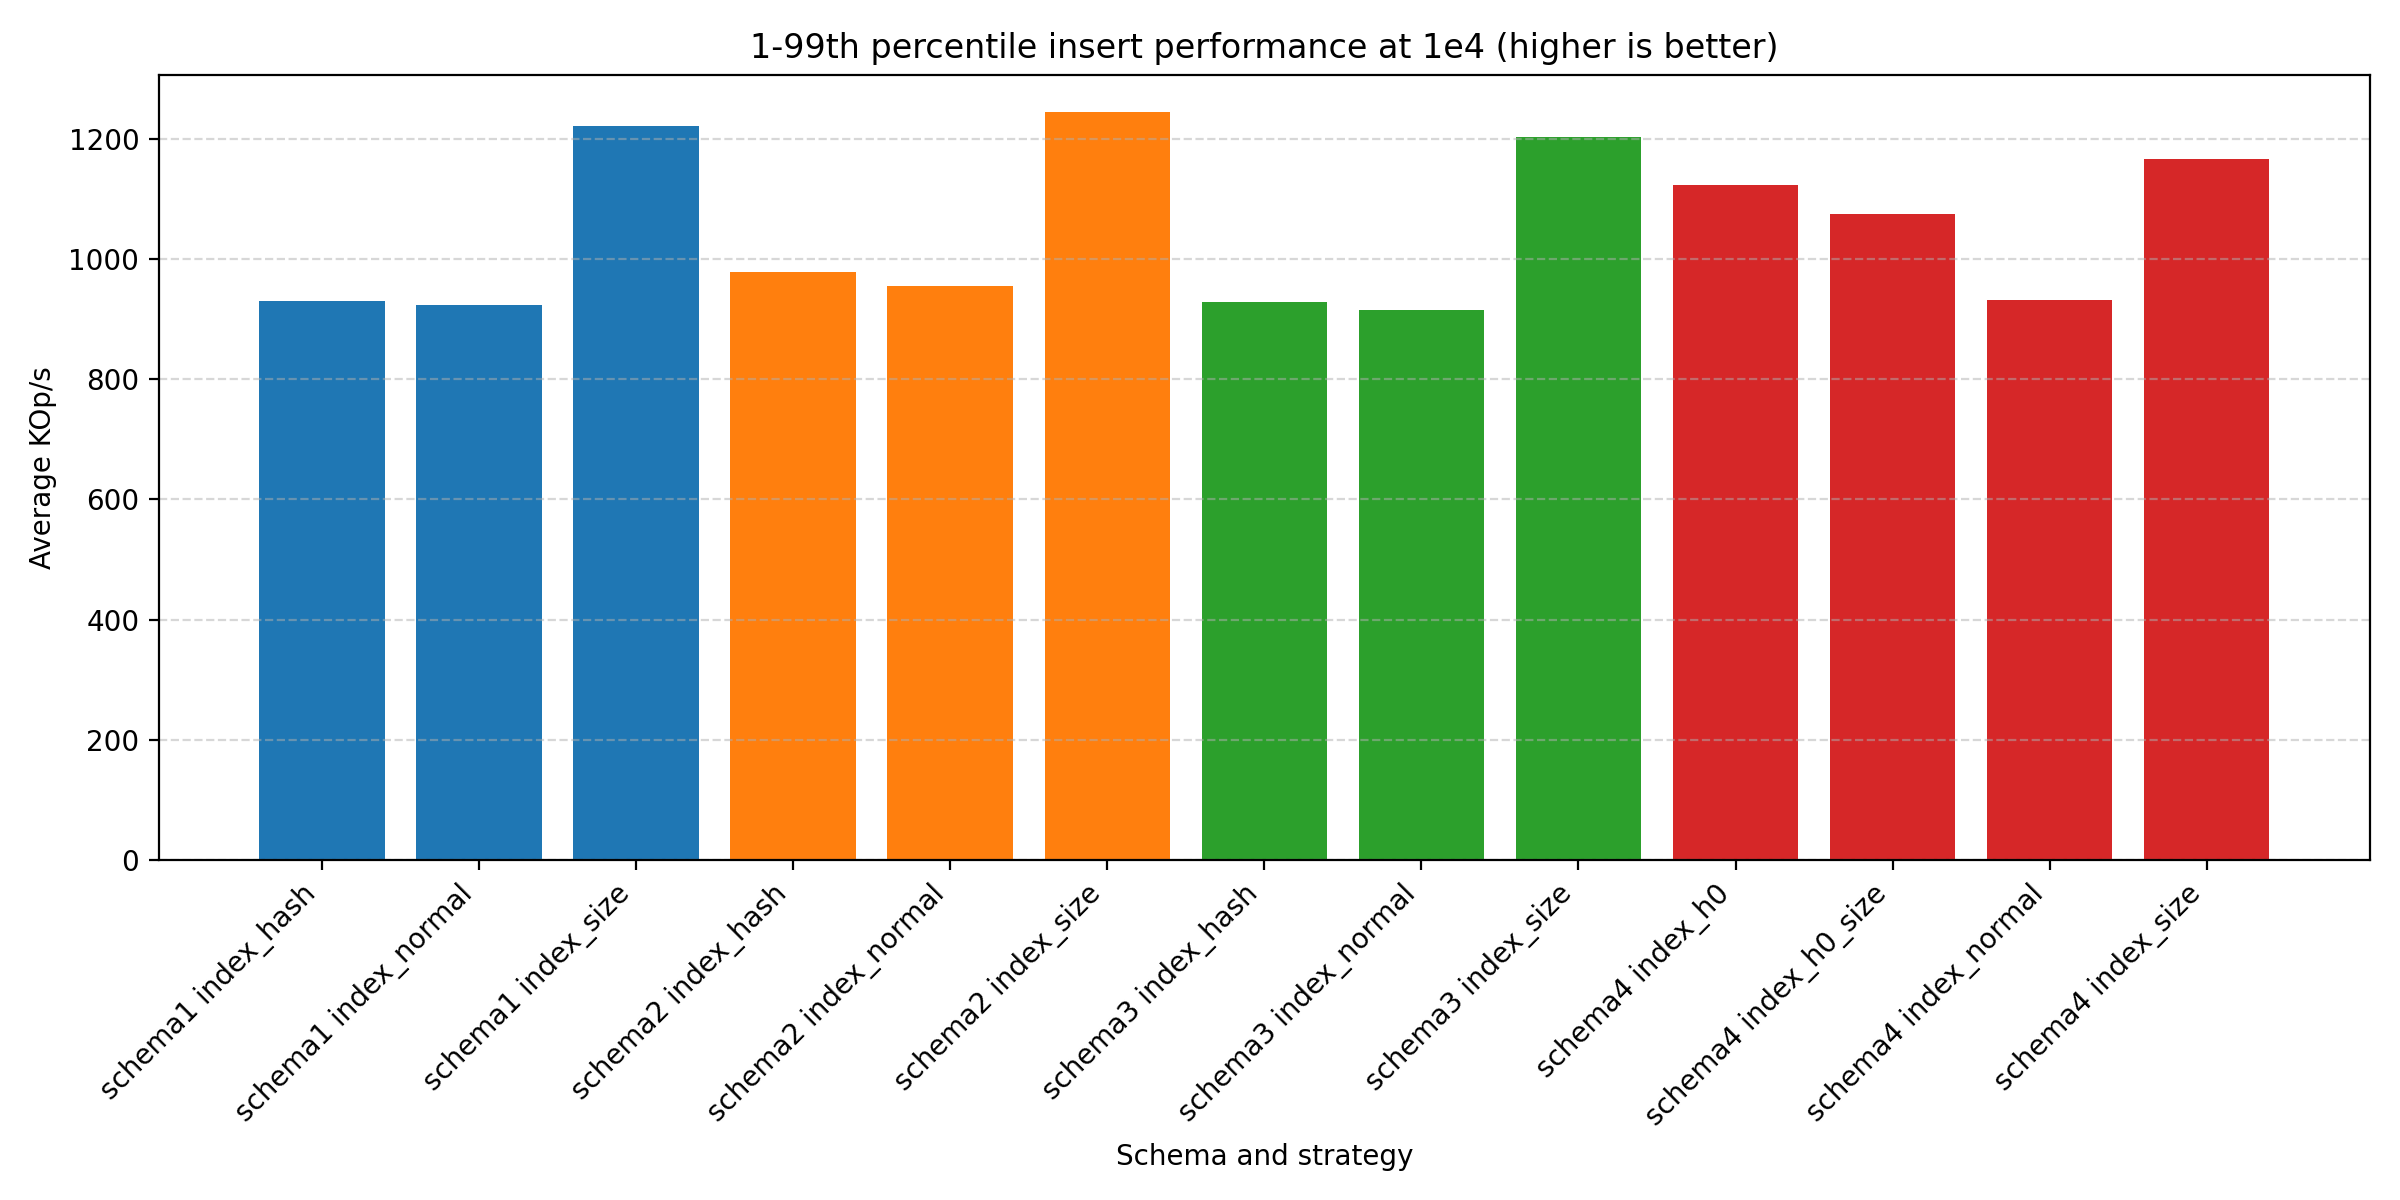 1-99th percentile insert performance at 1e4 (higher is better)
Average KOp/s
1200
1000
800
600
400
200
0
schema1 index_hash
schema1 index_normal
schema1 index_size
schema2 index_hash
schema2 index_normal
schema2 index_size
schema3 index_hash
schema3 index_normal
schema3 index_size
schema4 index_h0
schema4 index_h0_size
schema4 index_normal
schema4 index_size
Schema and strategy